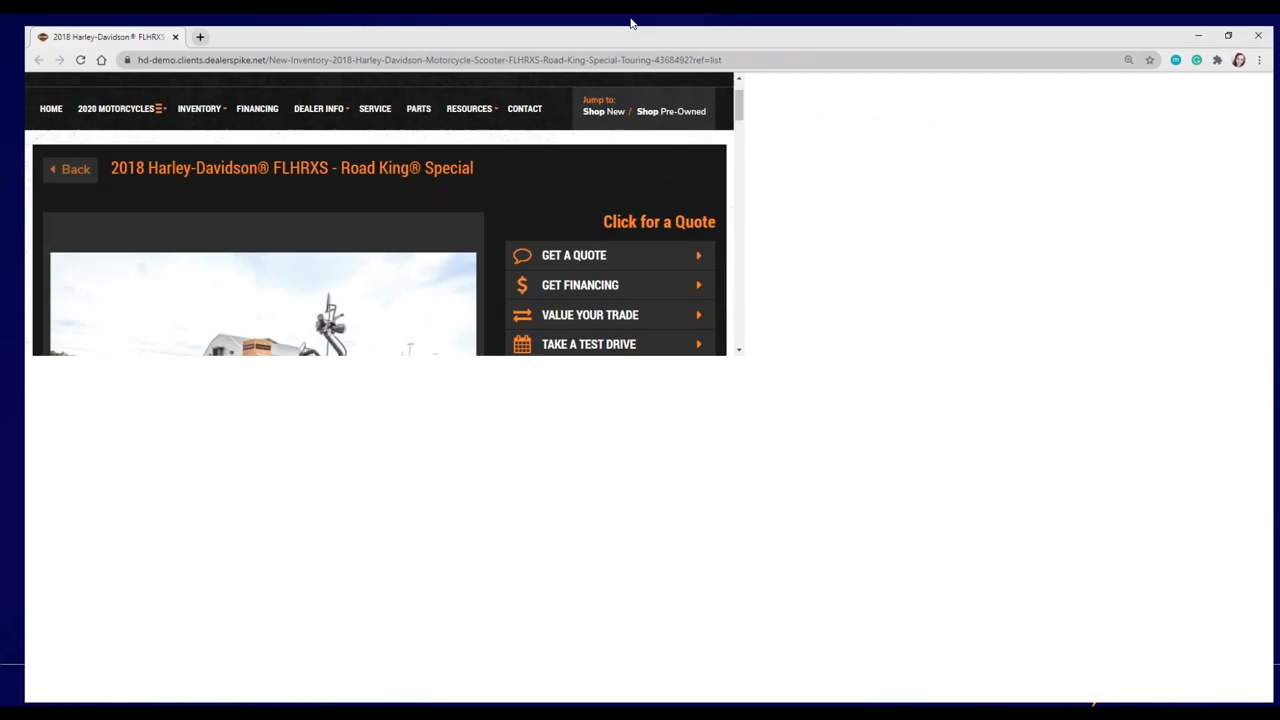 2018 Harley-Davidson® FLHRXS
hd-demo.clients.dealerspike.net/New-Inventory-2018-Harley-Davidson-Motorcycle-Scooter-FLHRXS-Road-King-Special-Touring-4368492?ref=list
HOME 2020 MOTORCYCLES INVENTORY FINANCING DEALER INFO SERVICE PARTS RESOURCES CONTACT
Jump to:
Shop New / Shop Pre-Owned
Back
2018 Harley-Davidson® FLHRXS - Road King® Special
Click for a Quote
GET A QUOTE
GET FINANCING
VALUE YOUR TRADE
TAKE A TEST DRIVE